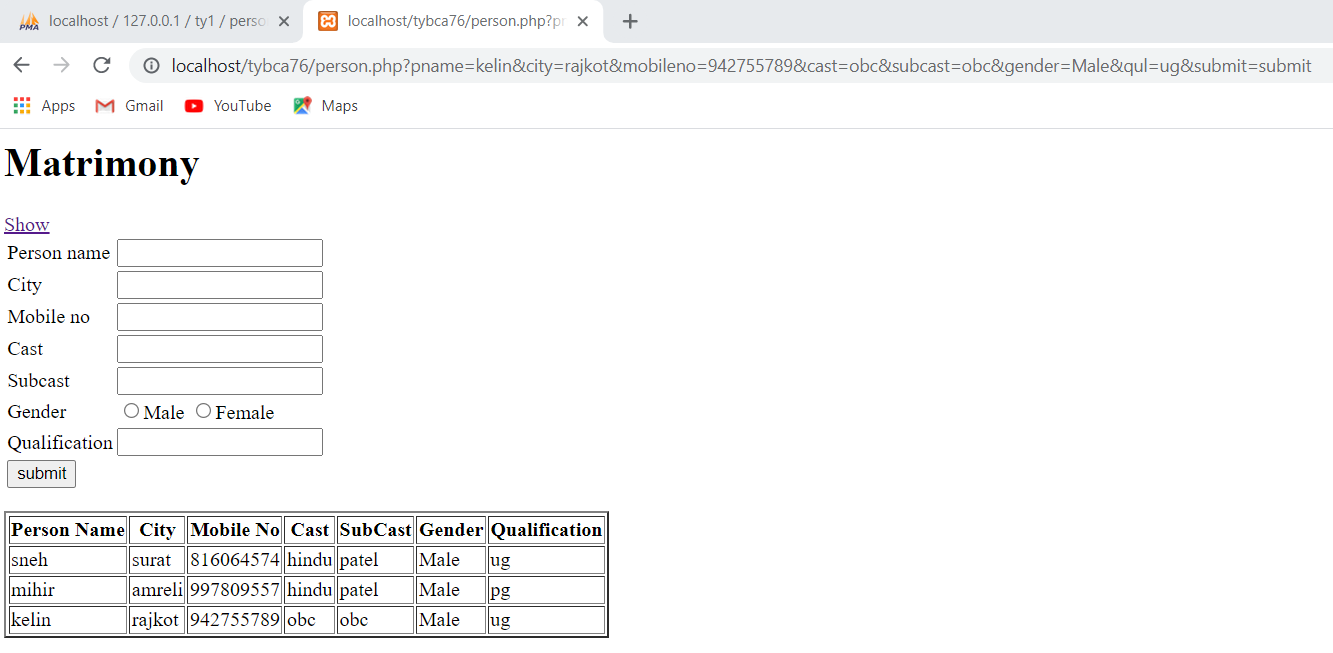 PMA localhost / 127.0.0.1 / ty1 / perso localhost/tybca76/person.php?pn
localhost/tybca76/person.php?pname=kelin&city=rajkot&mobileno=942755789&cast=obc&subcast=obc&gender=Male&qul=ug&submit=submit
Apps Gmail YouTube Maps
Matrimony
Show
Person name
City
Mobile no
Cast
Subcast
Gender Male Female
Qualification
submit
Person Name City Mobile No Cast SubCast Gender Qualification
sneh surat 816064574 hindu patel Male ug
mihir amreli 997809557 hindu patel Male pg
kelin rajkot 942755789 obc obc Male ug